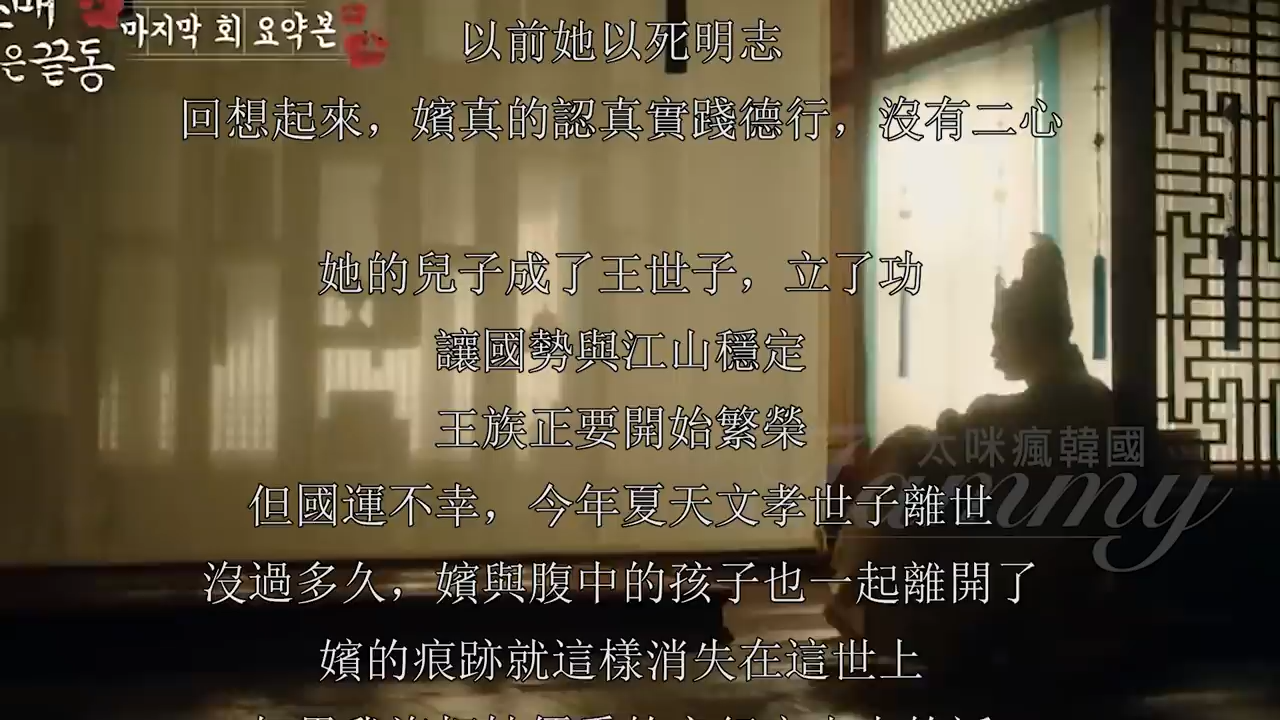 마지막 회 요약본
은 끝동
以前她以死明志
回想起來，嬪真的認真實踐德行，沒有二心
她的兒子成了王世子，立了功
讓國勢與江山穩定
王族正要開始繁榮
但國運不幸，今年夏天文孝世子離世
太咪瘋韓國
Tammy
沒過多久，嬪與腹中的孩子也一起離開了
嬪的痕跡就這樣消失在這世上